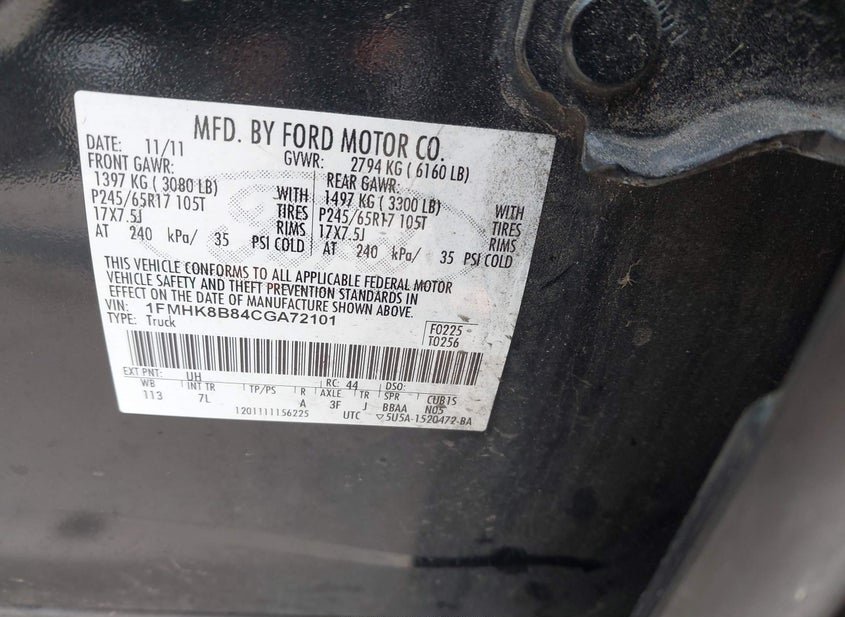 MFD. BY FORD MOTOR CO.
DATE: 11/11 GVWR: 2794 KG ( 6160 LB)
FRONT GAWR: REAR GAWR:
1397 KG ( 3080 LB) WITH 1497 KG ( 3300 LB) WITH
P245/65R17 105T TIRES P245/65R17 105T TIRES
17X7.5J RIMS 17X7.5J RIMS
AT 240 kPa/ 35 PSI COLD AT 240 kPa/ 35 PSI COLD
THIS VEHICLE CONFORMS TO ALL APPLICABLE FEDERAL MOTOR
VEHICLE SAFETY AND THEFT PREVENTION STANDARDS IN
EFFECT ON THE DATE OF MANUFACTURE SHOWN ABOVE.
VIN: 1FMHK8B84CGA72101 F0225
TYPE: Truck T0256
EXT PNT: UH RC: 44 DSO:
WB INT TR TP/PS R AXLE TR SPR CUB1S
113 7L A 3F J BBAA N05
1201111156225 UTC 5U5A-1520472-BA